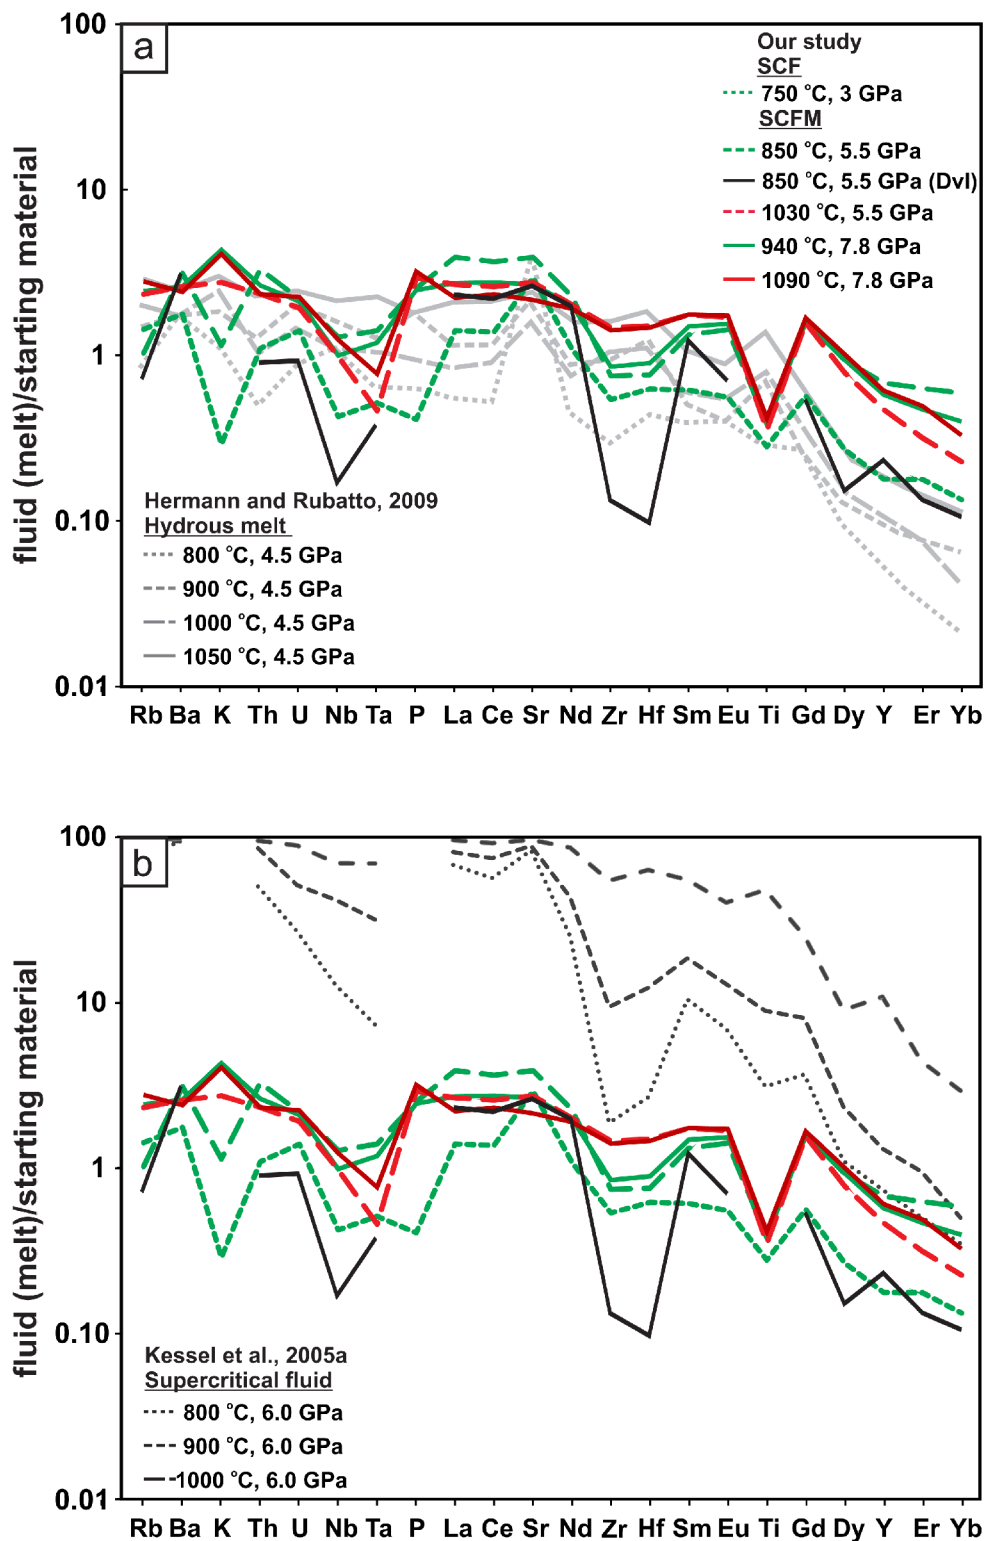 a
100
10
1
0.10
0.01
fluid (melt)/starting material
Our study
SCF
750 °C, 3 GPa
SCFM
850 °C, 5.5 GPa
850 °C, 5.5 GPa (Dvl)
1030 °C, 5.5 GPa
940 °C, 7.8 GPa
1090 °C, 7.8 GPa
Hermann and Rubatto, 2009
Hydrous melt
800 °C, 4.5 GPa
900 °C, 4.5 GPa
1000 °C, 4.5 GPa
1050 °C, 4.5 GPa
Rb Ba K Th U Nb Ta P La Ce Sr Nd Zr Hf Sm Eu Ti Gd Dy Y Er Yb
b
100
10
1
0.10
0.01
fluid (melt)/starting material
Kessel et al., 2005a
Supercritical fluid
800 °C, 6.0 GPa
900 °C, 6.0 GPa
1000 °C, 6.0 GPa
Rb Ba K Th U Nb Ta P La Ce Sr Nd Zr Hf Sm Eu Ti Gd Dy Y Er Yb